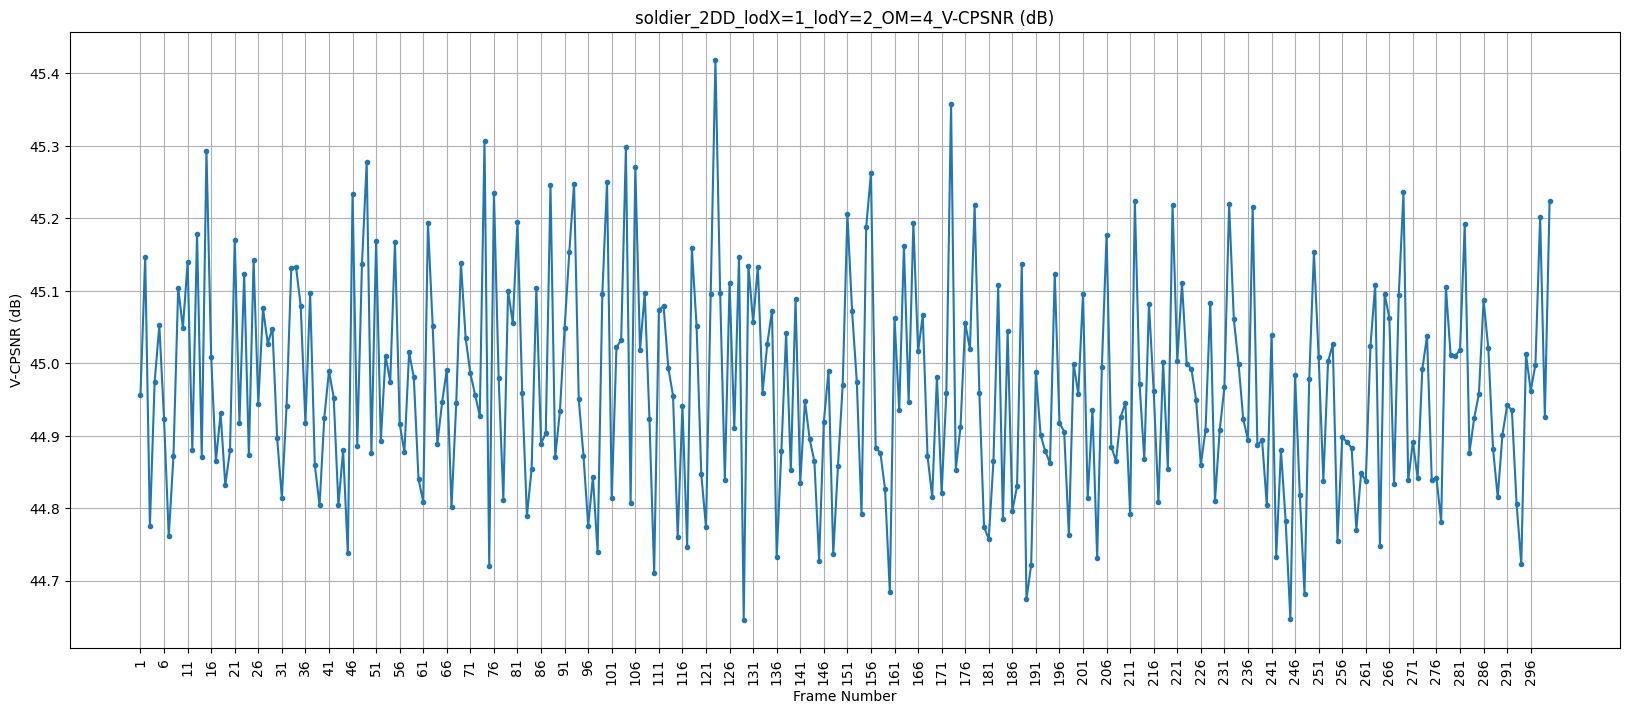 soldier_2DD_lodX=1_lodY=2_OM=4_V-CPSNR (dB)
V-CPSNR (dB)
45.4
45.3
45.2
45.1
45.0
44.9
44.8
44.7
1 6 11 16 21 26 31 36 41 46 51 56 61 66 71 76 81 86 91 96 101 106 111 116 121 126 131 136 141 146 151 156 161 166 171 176 181 186 191 196 201 206 211 216 221 226 231 236 241 246 251 256 261 266 271 276 281 286 291 296
Frame Number